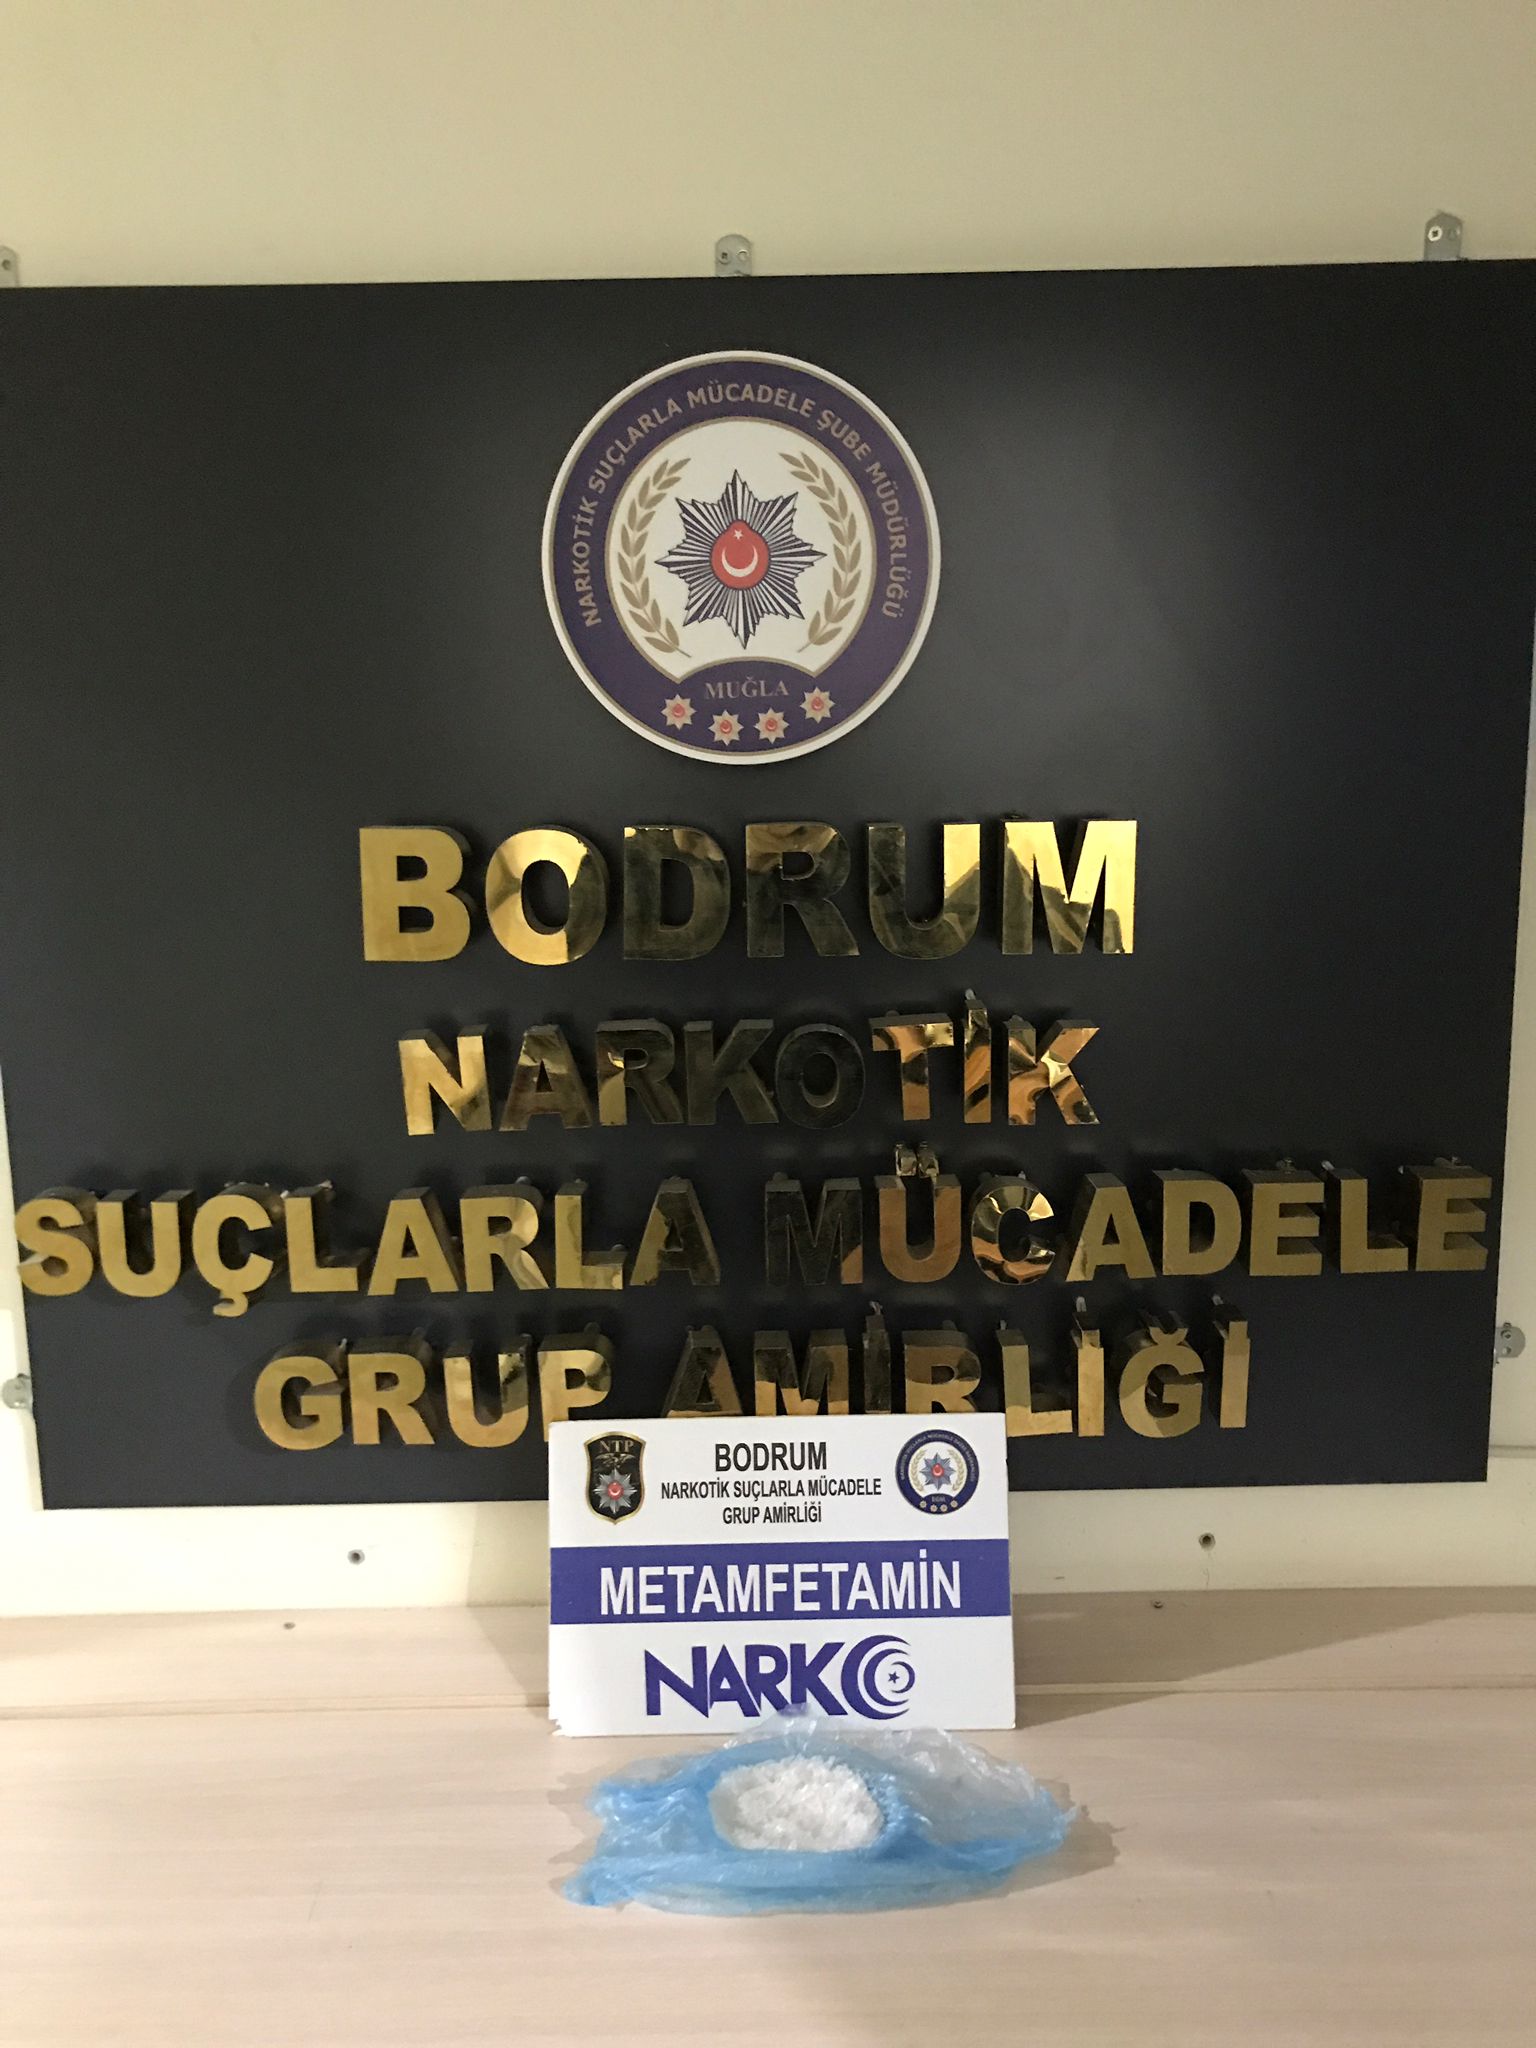 NARKOTİK SUÇLARLA MÜCADELE ŞUBE MÜDÜRLÜĞÜ
MUĞLA
BODRUM
NARKOTİK
SUÇLARLA MÜCADELE
GRUP AMİRLİĞİ
NTP
BODRUM
NARKOTİK SUÇLARLA MÜCADELE
GRUP AMİRLİĞİ
METAMFETAMİN
NARKO